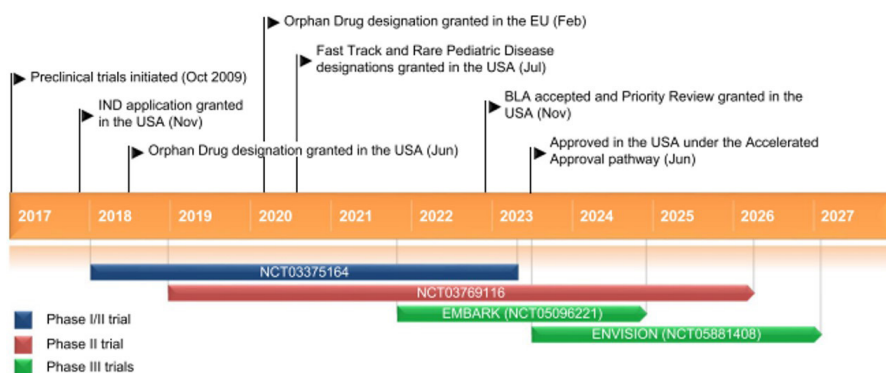 Orphan Drug designation granted in the EU (Feb)
Fast Track and Rare Pediatric Disease
designations granted in the USA (Jul)
Preclinical trials initiated (Oct 2009)
IND application granted
in the USA (Nov)
BLA accepted and Priority Review granted in the
USA (Nov)
Orphan Drug designation granted in the USA (Jun)
Approved in the USA under the Accelerated
Approval pathway (Jun)
2017 2018 2019 2020 2021 2022 2023 2024 2025 2026 2027
NCT03375164
NCT03769116
EMBARK (NCT05096221)
ENVISION (NCT05881408)
Phase I/II trial
Phase II trial
Phase III trials